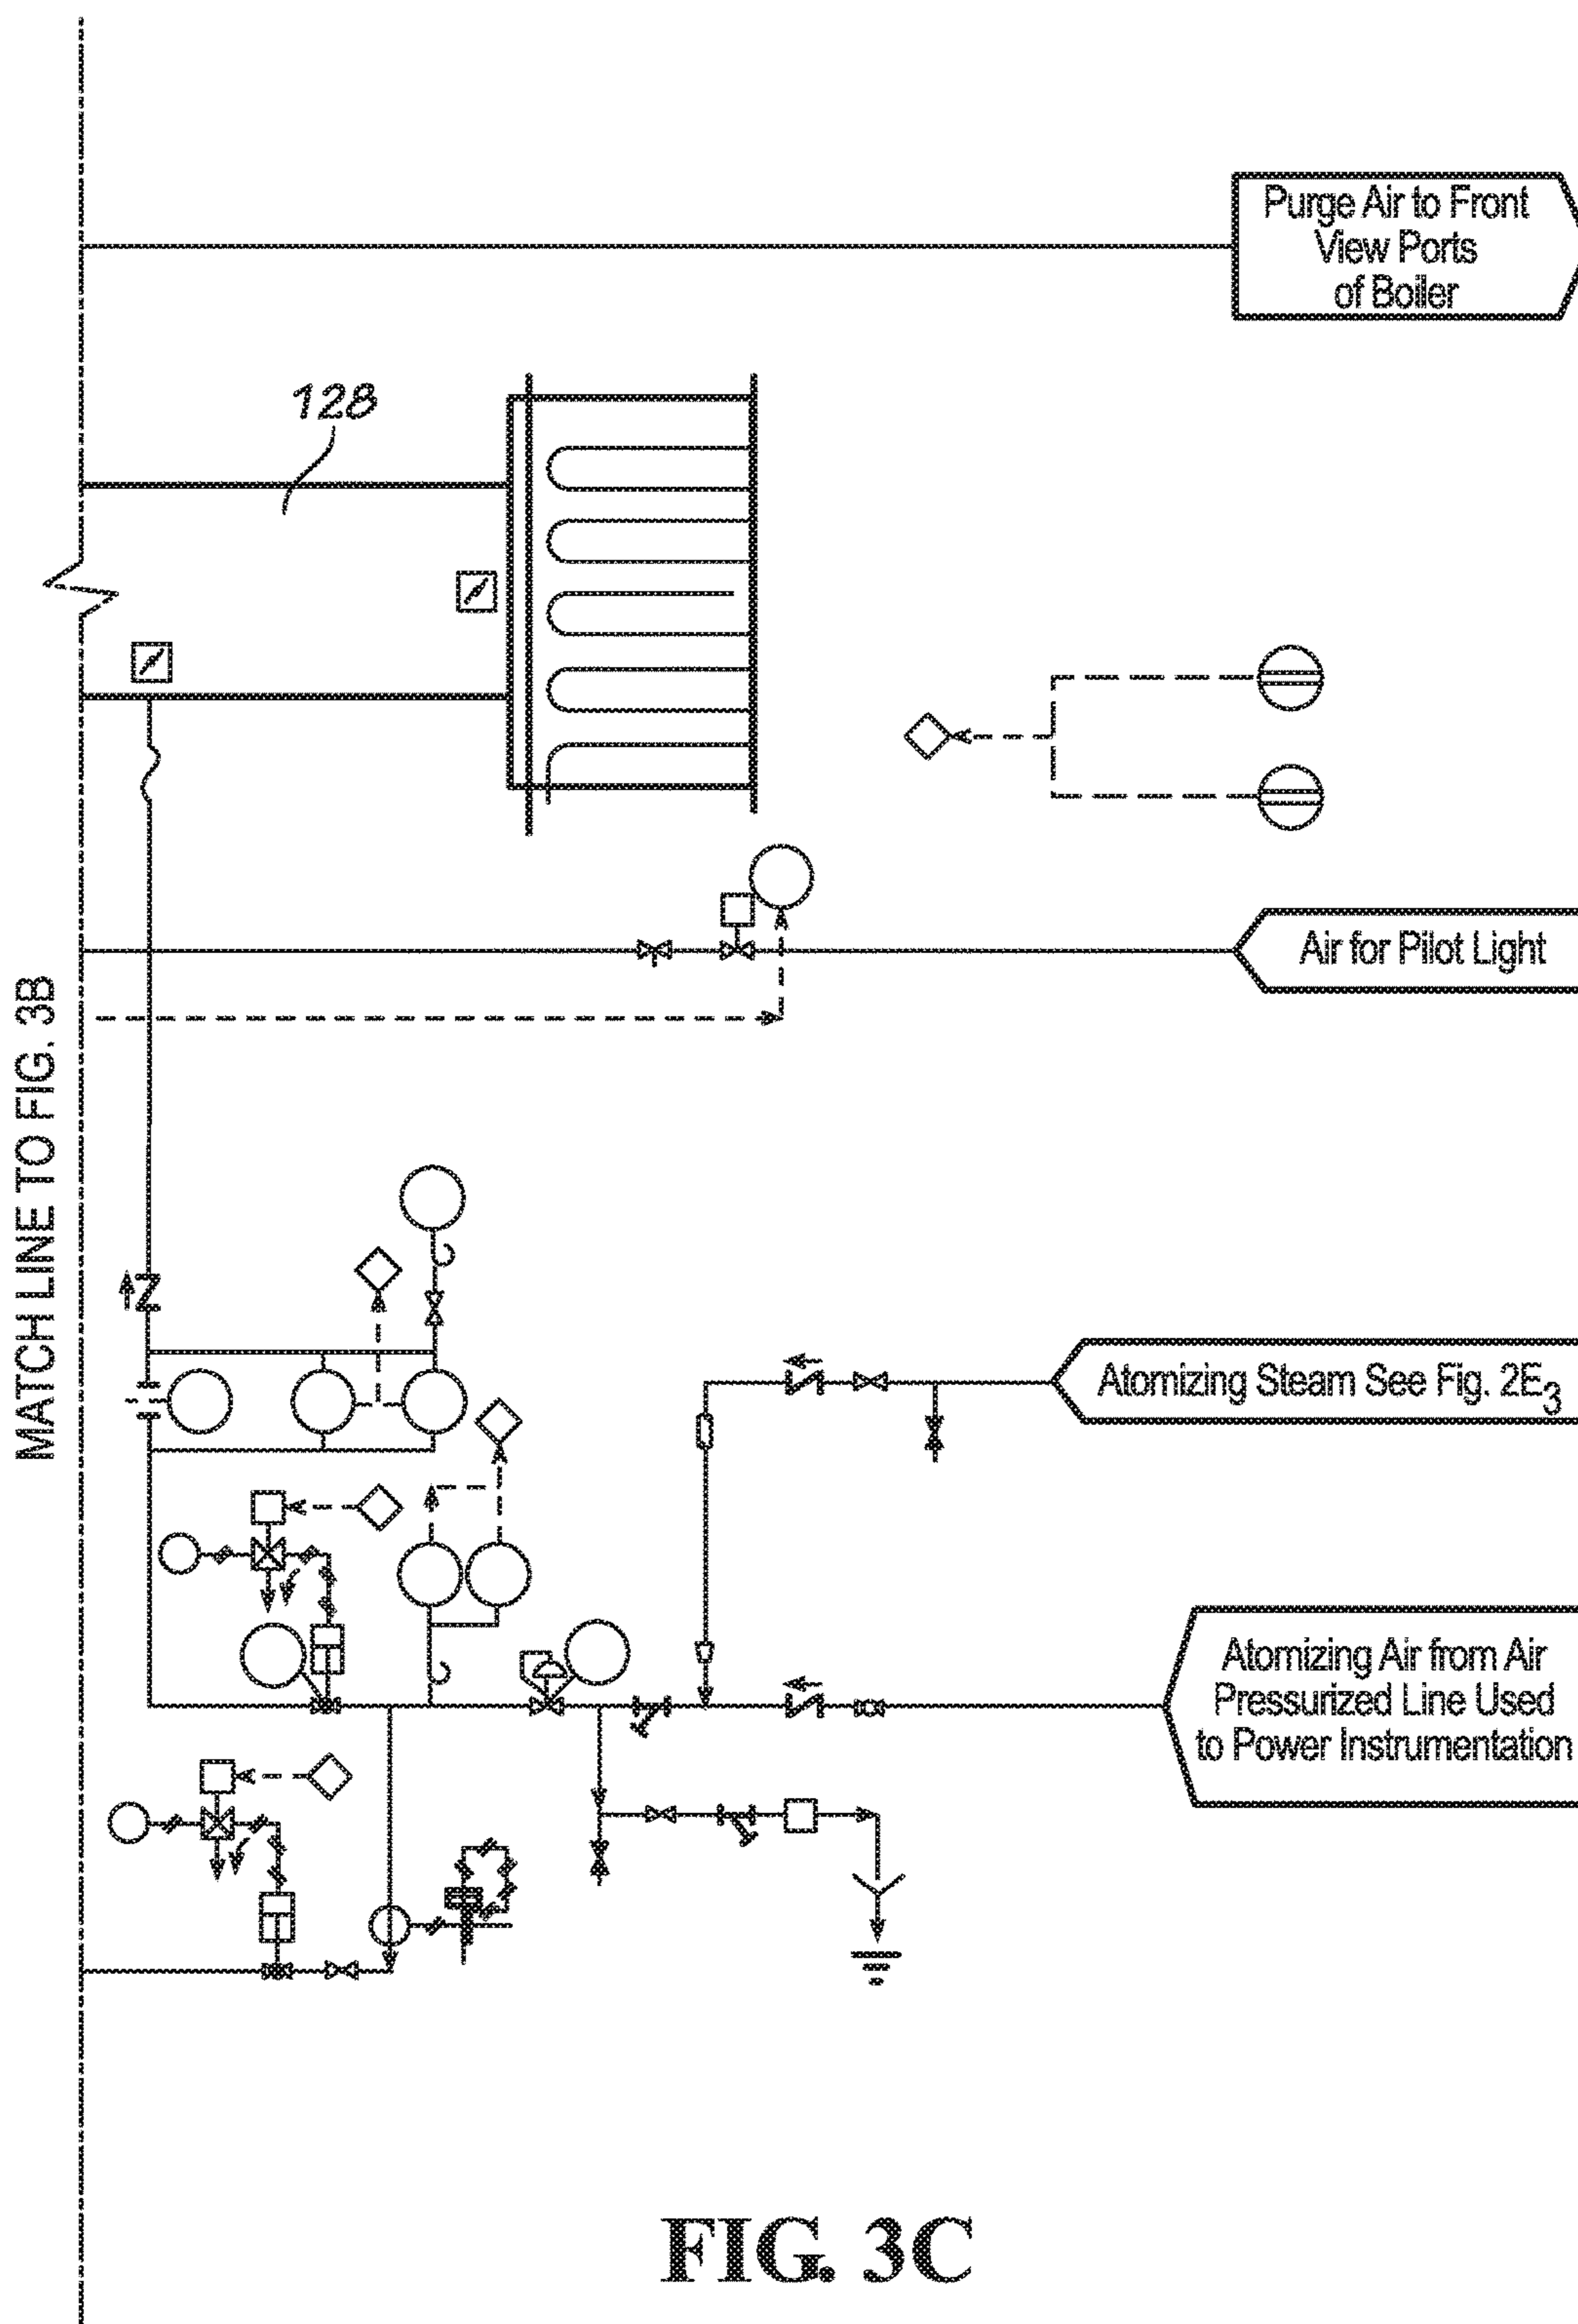 Purge Air to Front
View Ports
of Boiler
128
Air for Pilot Light
MATCH LINE TO FIG. 3B
Atomizing Steam See Fig. 2E3
Atomizing Air from Air
Pressurized Line Used
to Power Instrumentation
FIG. 3C